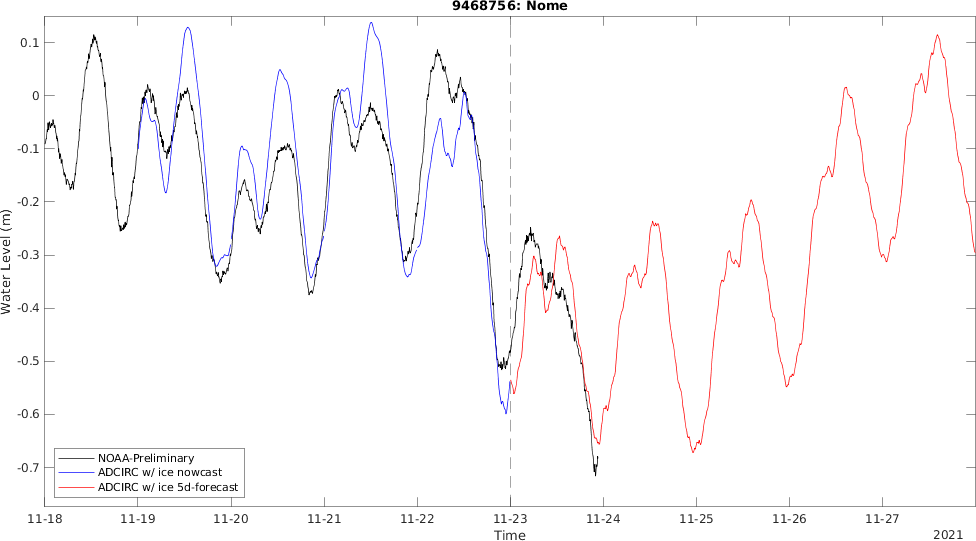 9468756: Nome
Water Level (m)
0.1
0
-0.1
-0.2
-0.3
-0.4
-0.5
-0.6
-0.7
NOAA-Preliminary
ADCIRC w/ ice nowcast
ADCIRC w/ ice 5d-forecast
11-18 11-19 11-20 11-21 11-22 11-23 11-24 11-25 11-26 11-27
Time
2021